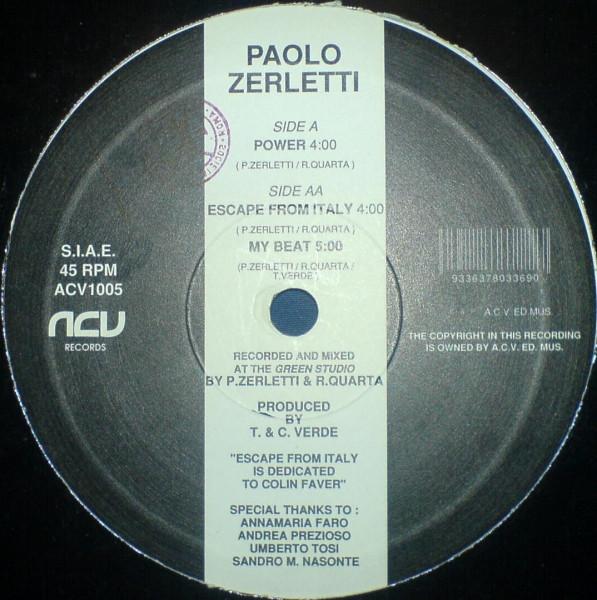 PAOLO
ZERLETTI
SIDE A
POWER 4:00
( P.ZERLETTI / R.QUARTA )
SIDE AA
ESCAPE FROM ITALY 4:00
( P.ZERLETTI / R.QUARTA )
MY BEAT 5:00
(P.ZERLETTI / R.QUARTA /
T.VERDE )
S.I.A.E.
45 RPM
ACV1005
ACV
RECORDS
9336378033690
A.C.V. ED.MUS.
THE COPYRIGHT IN THIS RECORDING
IS OWNED BY A.C.V. ED. MUS.
RECORDED AND MIXED
AT THE GREEN STUDIO
BY P.ZERLETTI & R.QUARTA
PRODUCED
BY
T. & C. VERDE
"ESCAPE FROM ITALY
IS DEDICATED
TO COLIN FAVER"
SPECIAL THANKS TO :
ANNAMARIA FARO
ANDREA PREZIOSO
UMBERTO TOSI
SANDRO M. NASONTE
ROMA